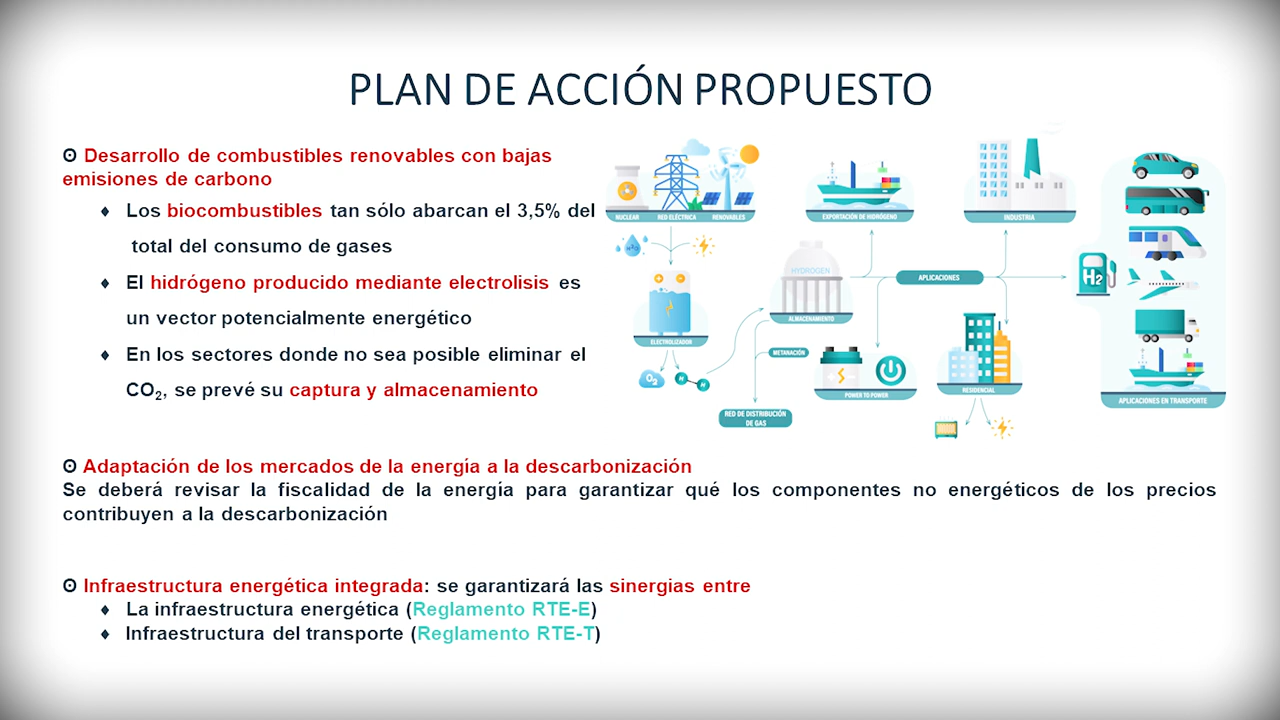 PLAN DE ACCIÓN PROPUESTO
ʘ Desarrollo de combustibles renovables con bajas
emisiones de carbono
♦ Los biocombustibles tan sólo abarcan el 3,5% del
total del consumo de gases
♦ El hidrógeno producido mediante electrolisis es
un vector potencialmente energético
♦ En los sectores donde no sea posible eliminar el
CO₂, se prevé su captura y almacenamiento
NUCLEAR RED ELÉCTRICA RENOVABLES
EXPORTACIÓN DE HIDRÓGENO
INDUSTRIA
HYDROGEN
APLICACIONES
H₂
ALMACENAMIENTO
ELECTROLIZADOR
METANACIÓN
O₂
H H
POWER TO POWER
RESIDENCIAL
APLICACIONES EN TRANSPORTE
RED DE DISTRIBUCIÓN
DE GAS
ʘ Adaptación de los mercados de la energía a la descarbonización
Se deberá revisar la fiscalidad de la energía para garantizar qué los componentes no energéticos de los precios
contribuyen a la descarbonización
ʘ Infraestructura energética integrada: se garantizará las sinergias entre
♦ La infraestructura energética (Reglamento RTE-E)
♦ Infraestructura del transporte (Reglamento RTE-T)